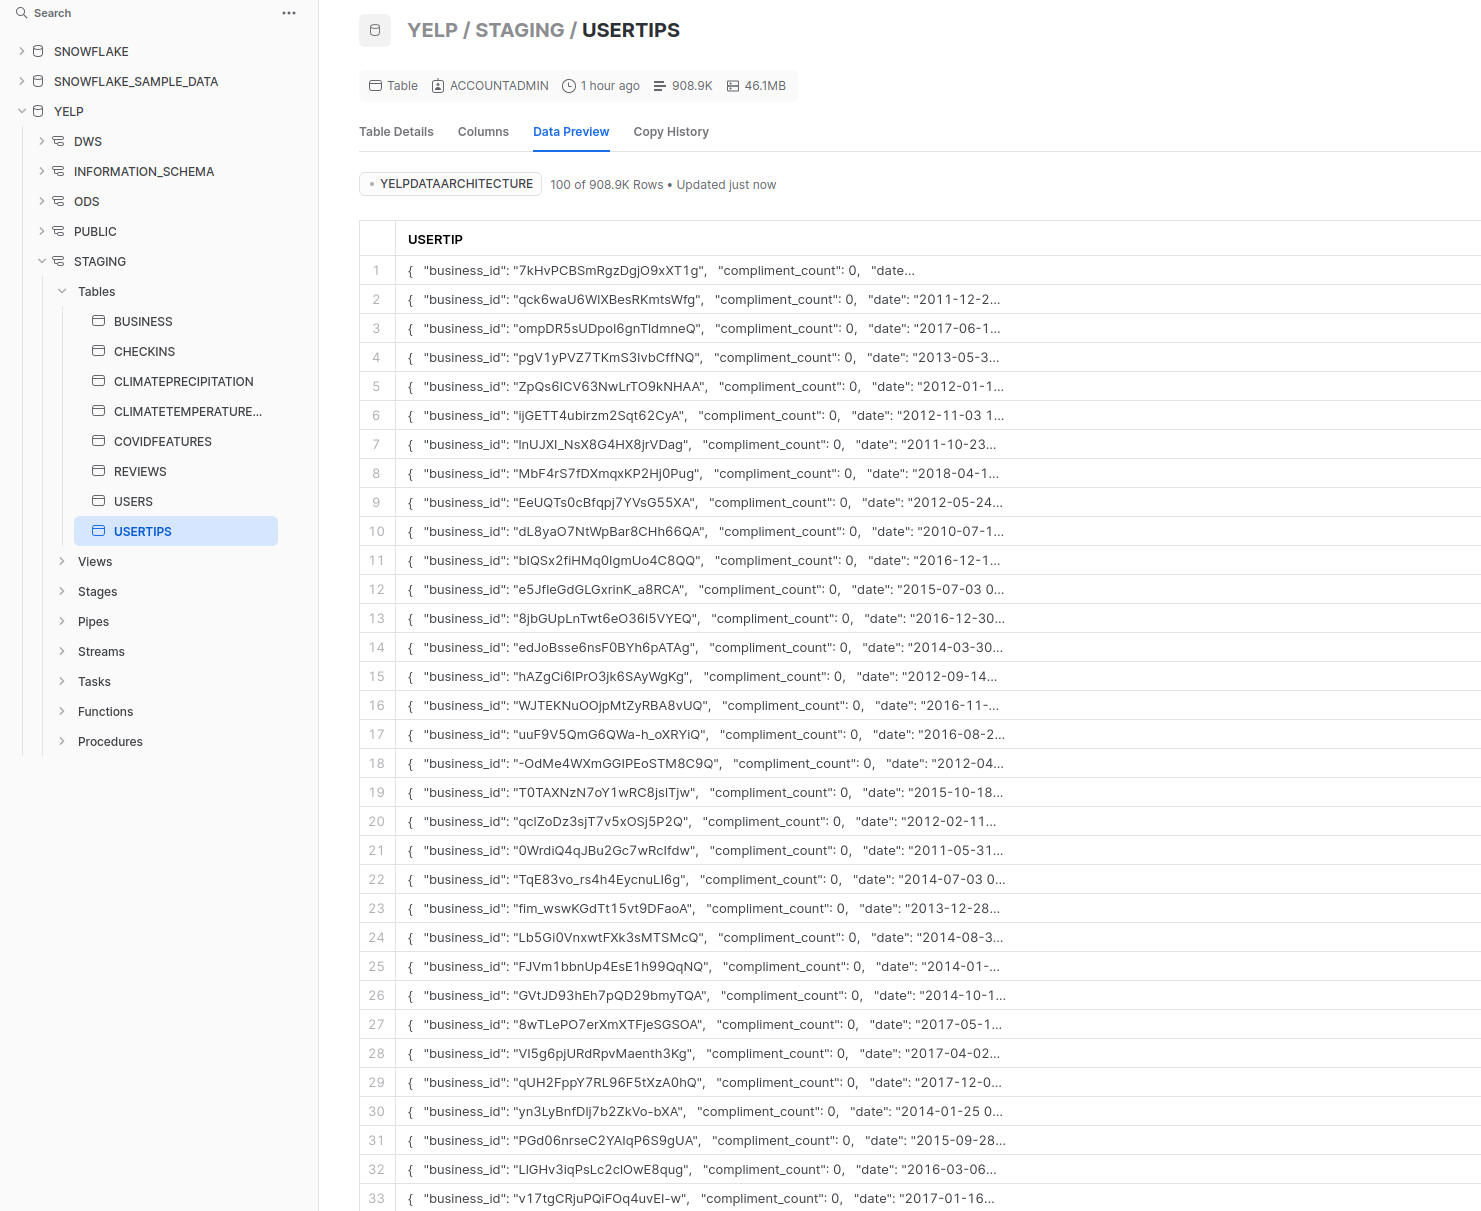 Search
SNOWFLAKE
SNOWFLAKE_SAMPLE_DATA
YELP
DWS
INFORMATION_SCHEMA
ODS
PUBLIC
STAGING
Tables
BUSINESS
CHECKINS
CLIMATEPRECIPITATION
CLIMATETEMPERATURE...
COVIDFEATURES
REVIEWS
USERS
USERTIPS
Views
Stages
Pipes
Streams
Tasks
Functions
Procedures
YELP / STAGING / USERTIPS
Table ACCOUNTADMIN 1 hour ago 908.9K 46.1MB
Table Details Columns Data Preview Copy History
YELPDATAARCHITECTURE 100 of 908.9K Rows • Updated just now
USERTIP
1 { "business_id": "7kHvPCBSmRgzDgjO9xXT1g", "compliment_count": 0, "date...
2 { "business_id": "qck6waU6WlXBesRKmtsWfg", "compliment_count": 0, "date": "2011-12-2...
3 { "business_id": "ompDR5sUDpoI6gnTldmneQ", "compliment_count": 0, "date": "2017-06-1...
4 { "business_id": "pgV1yPVZ7TKmS3IvbCffNQ", "compliment_count": 0, "date": "2013-05-3...
5 { "business_id": "ZpQs6ICV63NwLrTO9kNHAA", "compliment_count": 0, "date": "2012-01-1...
6 { "business_id": "ijGETT4ubirzm2Sqt62CyA", "compliment_count": 0, "date": "2012-11-03 1...
7 { "business_id": "lnUJXl_NsX8G4HX8jrVDag", "compliment_count": 0, "date": "2011-10-23...
8 { "business_id": "MbF4rS7fDXmqxKP2Hj0Pug", "compliment_count": 0, "date": "2018-04-1...
9 { "business_id": "EeUQTs0cBfqpj7YVsG55XA", "compliment_count": 0, "date": "2012-05-24...
10 { "business_id": "dL8yaO7NtWpBar8CHh66QA", "compliment_count": 0, "date": "2010-07-1...
11 { "business_id": "blQSx2fiHMq0lgmUo4C8QQ", "compliment_count": 0, "date": "2016-12-1...
12 { "business_id": "e5JfleGdGLGxrinK_a8RCA", "compliment_count": 0, "date": "2015-07-03 0...
13 { "business_id": "8jbGUpLnTwt6eO36I5VYEQ", "compliment_count": 0, "date": "2016-12-30...
14 { "business_id": "edJoBsse6nsF0BYh6pATAg", "compliment_count": 0, "date": "2014-03-30...
15 { "business_id": "hAZgCi6lPrO3jk6SAyWgKg", "compliment_count": 0, "date": "2012-09-14...
16 { "business_id": "WJTEKNuOOjpMtZyRBA8vUQ", "compliment_count": 0, "date": "2016-11-...
17 { "business_id": "uuF9V5QmG6QWa-h_oXRYiQ", "compliment_count": 0, "date": "2016-08-2...
18 { "business_id": "-OdMe4WXmGGIPEoSTM8C9Q", "compliment_count": 0, "date": "2012-04...
19 { "business_id": "T0TAXNzN7oY1wRC8jslTjw", "compliment_count": 0, "date": "2015-10-18...
20 { "business_id": "qclZoDz3sjT7v5xOSj5P2Q", "compliment_count": 0, "date": "2012-02-11...
21 { "business_id": "0WrdiQ4qJBu2Gc7wRcIfdw", "compliment_count": 0, "date": "2011-05-31...
22 { "business_id": "TqE83vo_rs4h4EycnuLI6g", "compliment_count": 0, "date": "2014-07-03 0...
23 { "business_id": "fim_wswKGdTt15vt9DFaoA", "compliment_count": 0, "date": "2013-12-28...
24 { "business_id": "Lb5Gi0VnxwtFXk3sMTSMcQ", "compliment_count": 0, "date": "2014-08-3...
25 { "business_id": "FJVm1bbnUp4EsE1h99QqNQ", "compliment_count": 0, "date": "2014-01-...
26 { "business_id": "GVtJD93hEh7pQD29bmyTQA", "compliment_count": 0, "date": "2014-10-1...
27 { "business_id": "8wTLePO7erXmXTFjeSGSOA", "compliment_count": 0, "date": "2017-05-1...
28 { "business_id": "VI5g6pjURdRpvMaenth3Kg", "compliment_count": 0, "date": "2017-04-02...
29 { "business_id": "qUH2FppY7RL96F5tXzA0hQ", "compliment_count": 0, "date": "2017-12-0...
30 { "business_id": "yn3LyBnfDlj7b2ZkVo-bXA", "compliment_count": 0, "date": "2014-01-25 0...
31 { "business_id": "PGd06nrseC2YAlqP6S9gUA", "compliment_count": 0, "date": "2015-09-28...
32 { "business_id": "LlGHv3iqPsLc2clOwE8qug", "compliment_count": 0, "date": "2016-03-06...
33 { "business_id": "v17tgCRjuPQiFOq4uvEI-w", "compliment_count": 0, "date": "2017-01-16...